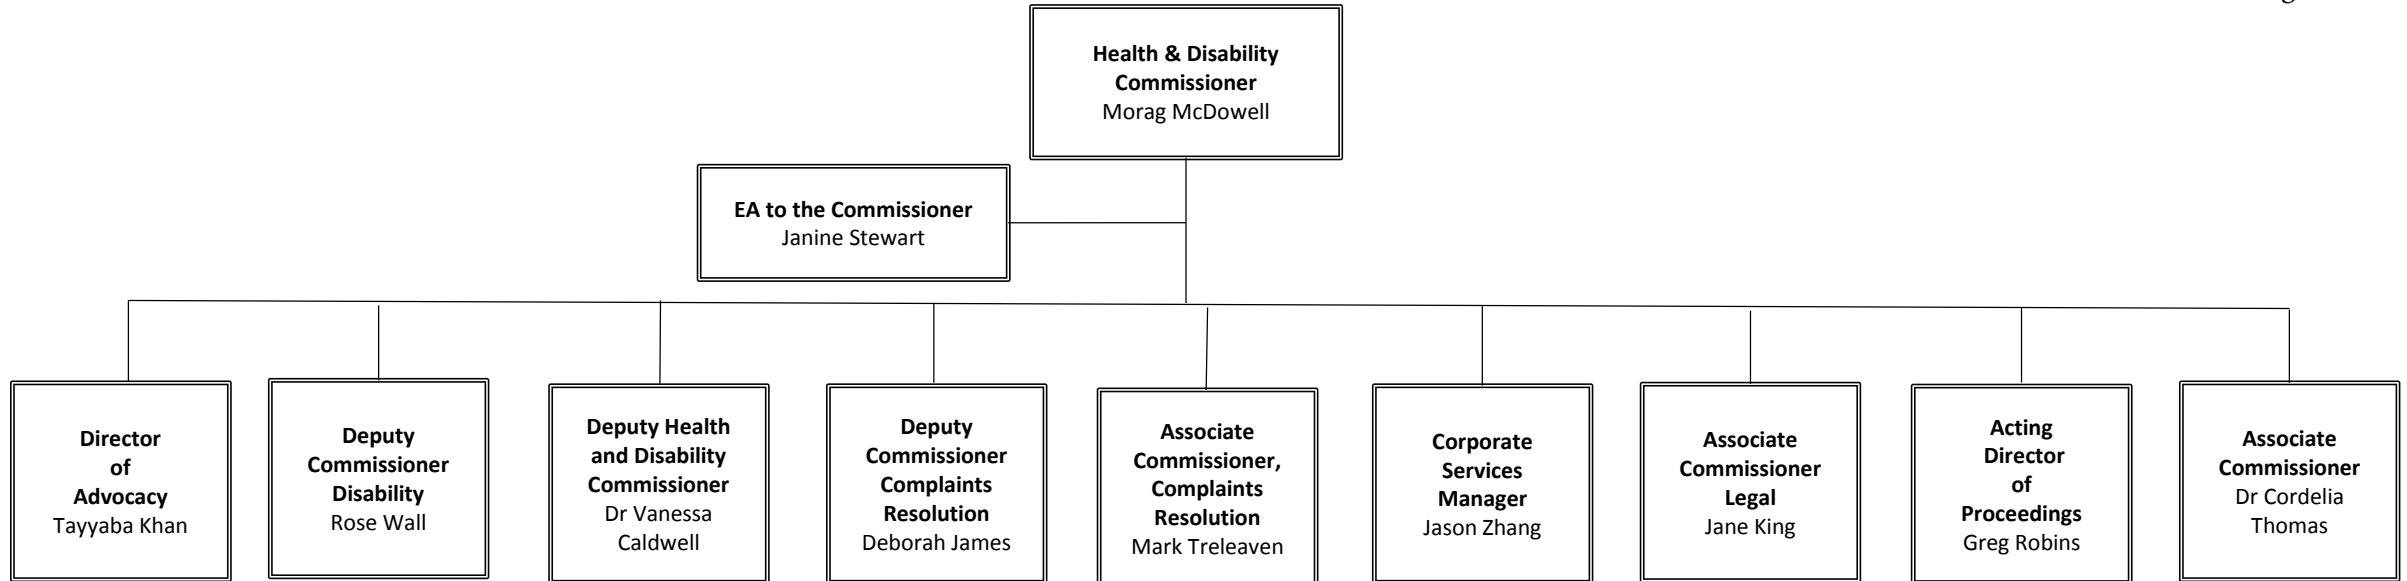 Health & Disability
Commissioner
Morag McDowell
EA to the Commissioner
Janine Stewart
Director
of
Advocacy
Tayyaba Khan
Deputy
Commissioner
Disability
Rose Wall
Deputy Health
and Disability
Commissioner
Dr Vanessa
Caldwell
Deputy
Commissioner
Complaints
Resolution
Deborah James
Associate
Commissioner,
Complaints
Resolution
Mark Treleaven
Corporate
Services
Manager
Jason Zhang
Associate
Commissioner
Legal
Jane King
Acting
Director
of
Proceedings
Greg Robins
Associate
Commissioner
Dr Cordelia
Thomas